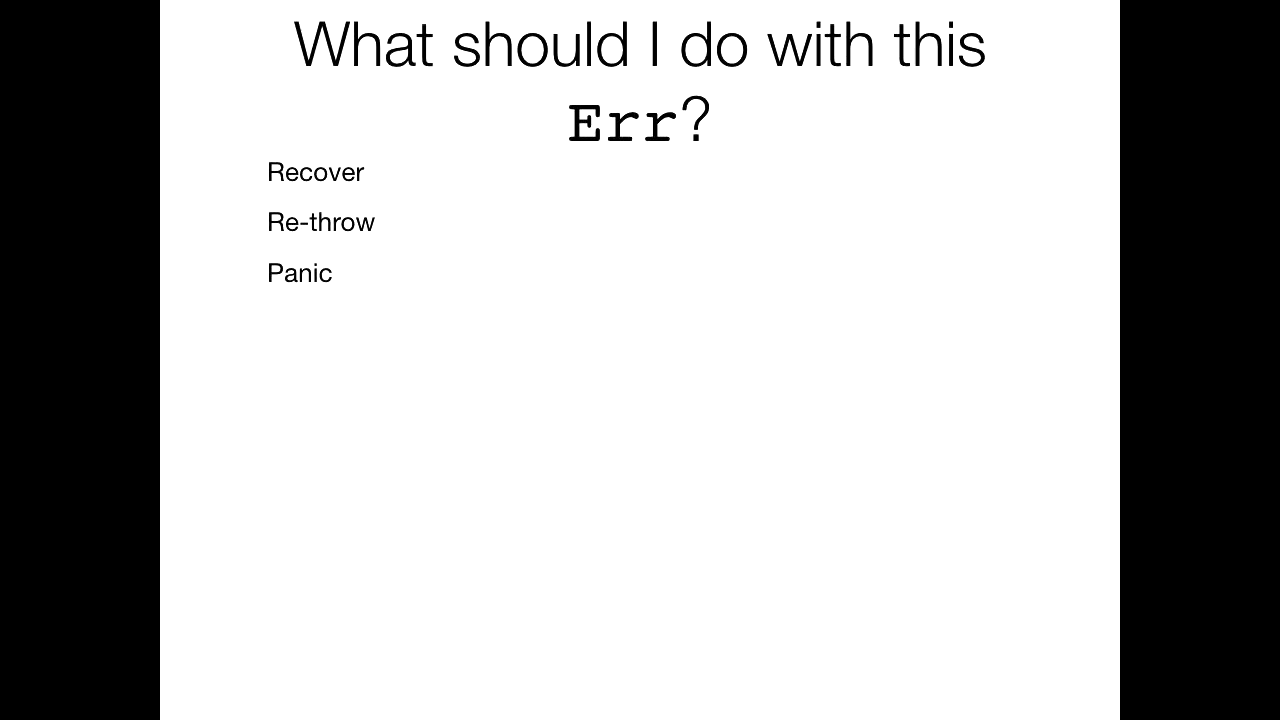 What should I do with this
Err?
Recover
Re-throw
Panic